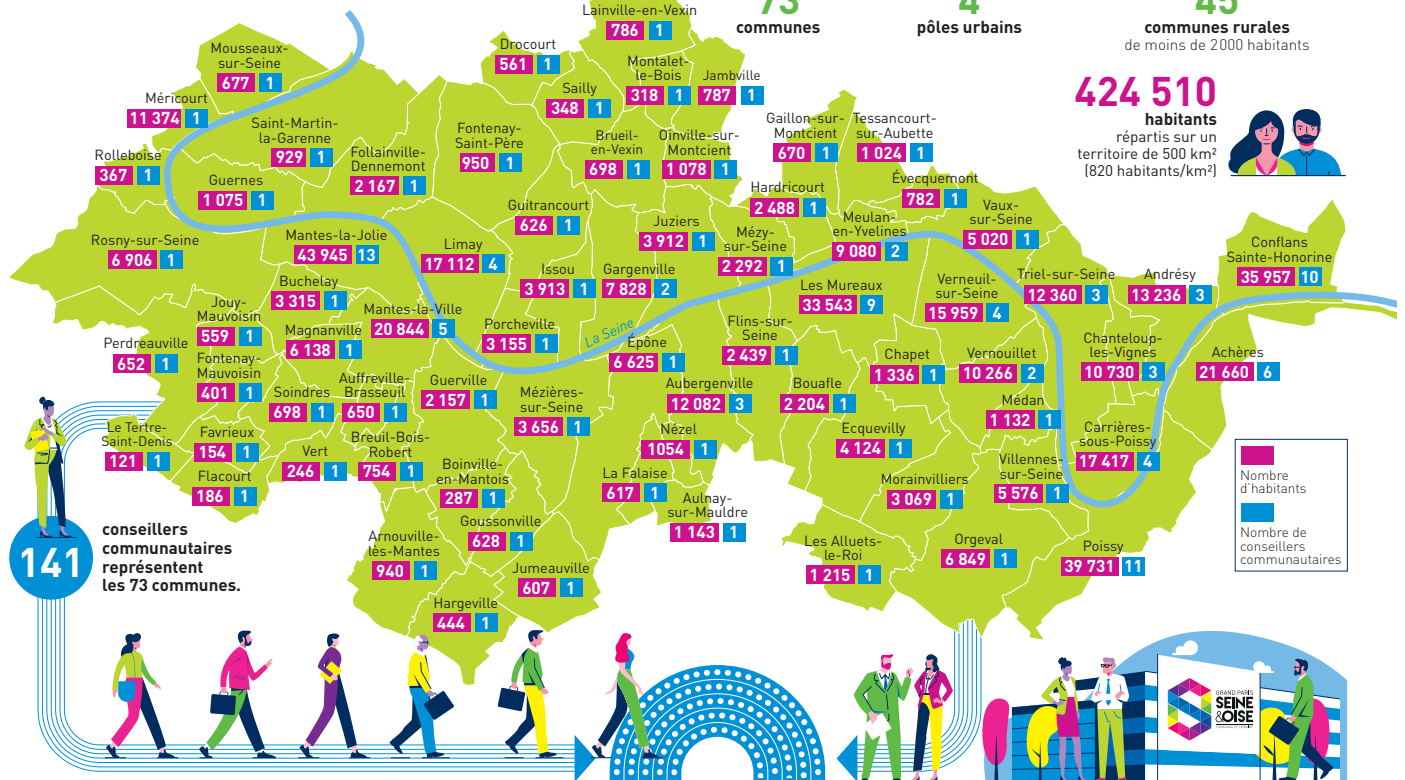 73
communes
4
pôles urbains
45
communes rurales
de moins de 2000 habitants
424 510
habitants
répartis sur un
territoire de 500 km²
(820 habitants/km²)
Lainville-en-Vexin
786 1
Drocourt
561 1
Mousseaux-
sur-Seine
677 1
Montalet-
le-Bois
318 1
Jambville
787 1
Sailly
348 1
Méricourt
11 374 1
Saint-Martin-
la-Garenne
929 1
Fontenay-
Saint-Père
950 1
Brueil-
en-Vexin
698 1
Oinville-sur-
Montcient
1 078 1
Gaillon-sur-
Montcient
670 1
Tessancourt-
sur-Aubette
1 024 1
Rolleboise
367 1
Follainville-
Dennemont
2 167 1
Guernes
1 075 1
Hardricourt
2 488 1
Évecquemont
782 1
Vaux-
sur-Seine
5 020 1
Guitrancourt
626 1
Juziers
3 912 1
Meulan-
en-Yvelines
9 080 2
Mézy-
sur-Seine
2 292 1
Rosny-sur-Seine
6 906 1
Mantes-la-Jolie
43 945 13
Limay
17 112 4
Conflans
Sainte-Honorine
35 957 10
Issou
3 913 1
Gargenville
7 828 2
Buchelay
3 315 1
Les Mureaux
33 543 9
Verneuil-
sur-Seine
15 959 4
Triel-sur-Seine
12 360 3
Andrésy
13 236 3
Jouy-
Mauvoisin
559 1
Mantes-la-Ville
20 844 5
Magnanville
6 138 1
Porcheville
3 155 1
La Seine
Épône
6 625 1
Flins-sur-
Seine
2 439 1
Perdreauville
652 1
Fontenay-
Mauvoisin
401 1
Chapet
1 336 1
Vernouillet
10 266 2
Chanteloup-
les-Vignes
10 730 3
Achères
21 660 6
Soindres
698 1
Auffreville-
Brasseuil
650 1
Guerville
2 157 1
Mézières-
sur-Seine
3 656 1
Aubergenville
12 082 3
Bouafle
2 204 1
Médan
1 132 1
Le Tertre-
Saint-Denis
121 1
Favrieux
154 1
Vert
246 1
Breuil-Bois-
Robert
754 1
Nézel
1054 1
Ecquevilly
4 124 1
Carrières-
sous-Poissy
17 417 4
Flacourt
186 1
Boinville-
en-Mantois
287 1
La Falaise
617 1
Aulnay-
sur-Mauldre
1 143 1
Morainvilliers
3 069 1
Villennes-
sur-Seine
5 576 1
Goussonville
628 1
Arnouville-
lès-Mantes
940 1
Jumeauville
607 1
Hargeville
444 1
Les Alluets-
le-Roi
1 215 1
Orgeval
6 849 1
Poissy
39 731 11
Nombre
d'habitants
Nombre de
conseillers
communautaires
141
conseillers
communautaires
représentent
les 73 communes.
GRAND PARIS
SEINE
&OISE